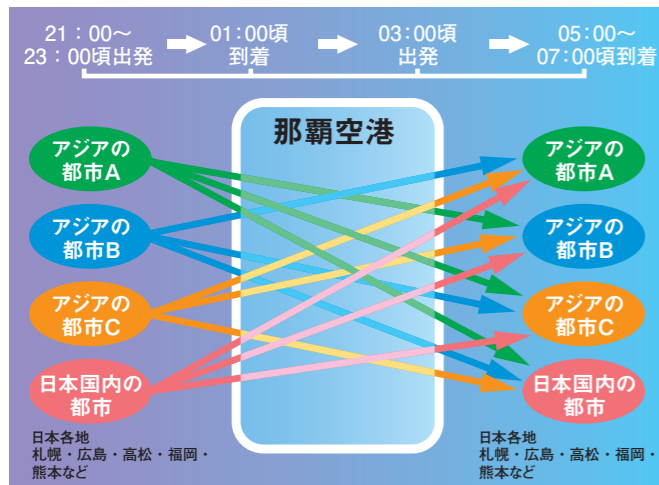 21:00〜
23:00頃出発
01:00頃
到着
03:00頃
出発
05:00〜
07:00頃到着
那覇空港
アジアの
都市A
アジアの
都市B
アジアの
都市C
日本国内の
都市
日本各地
札幌・広島・高松・福岡・
熊本など
アジアの
都市A
アジアの
都市B
アジアの
都市C
日本国内の
都市
日本各地
札幌・広島・高松・福岡・
熊本など